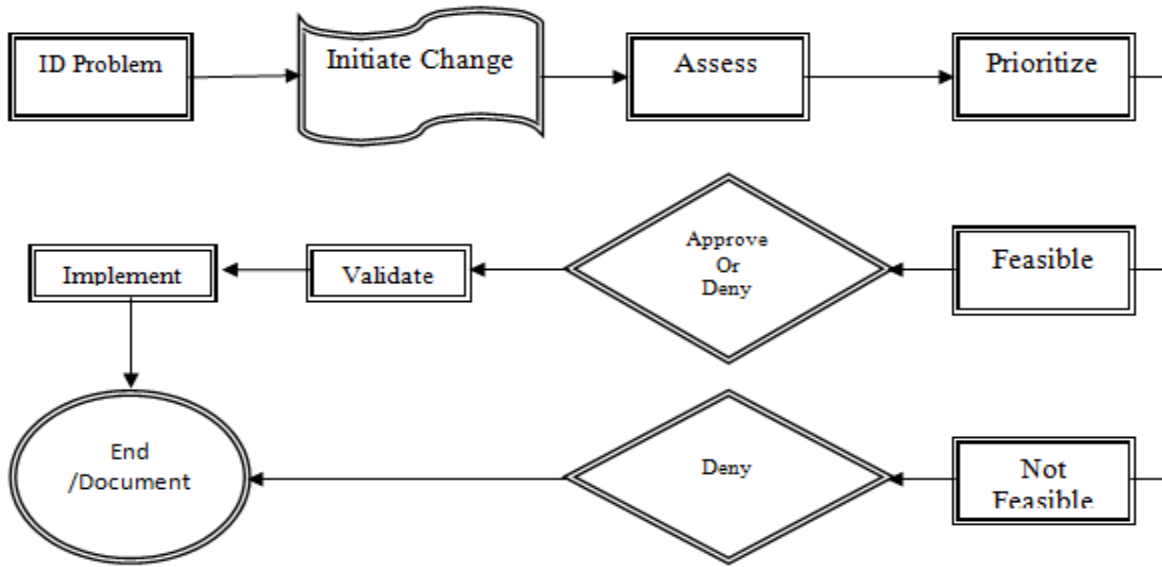 ID Problem
Initiate Change
Assess
Prioritize
Implement
Validate
Approve
Or
Deny
Feasible
End
/Document
Deny
Not
Feasible